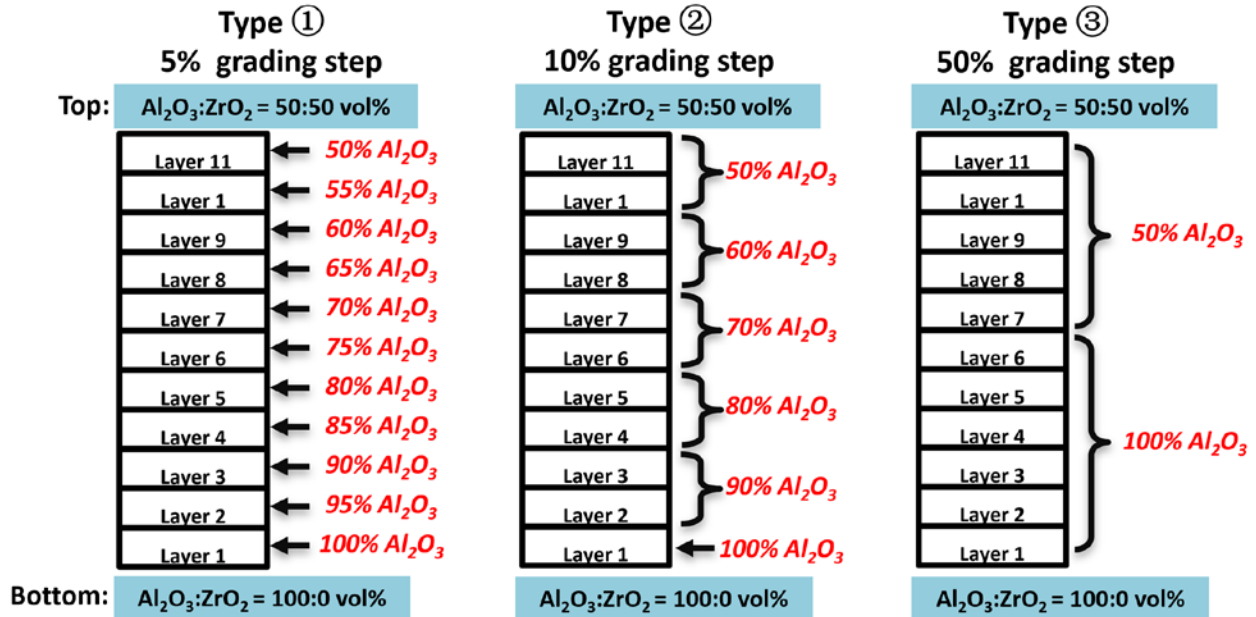 Type ①
5% grading step
Top:
Al₂O₃:ZrO₂ = 50:50 vol%
Layer 11
50% Al₂O₃
Layer 1
55% Al₂O₃
Layer 9
60% Al₂O₃
Layer 8
65% Al₂O₃
Layer 7
70% Al₂O₃
Layer 6
75% Al₂O₃
Layer 5
80% Al₂O₃
Layer 4
85% Al₂O₃
Layer 3
90% Al₂O₃
Layer 2
95% Al₂O₃
Layer 1
100% Al₂O₃
Bottom:
Al₂O₃:ZrO₂ = 100:0 vol%
Type ②
10% grading step
Al₂O₃:ZrO₂ = 50:50 vol%
Layer 11
Layer 1
50% Al₂O₃
Layer 9
Layer 8
60% Al₂O₃
Layer 7
Layer 6
70% Al₂O₃
Layer 5
Layer 4
80% Al₂O₃
Layer 3
Layer 2
90% Al₂O₃
Layer 1
100% Al₂O₃
Al₂O₃:ZrO₂ = 100:0 vol%
Type ③
50% grading step
Al₂O₃:ZrO₂ = 50:50 vol%
Layer 11
Layer 1
Layer 9
Layer 8
Layer 7
50% Al₂O₃
Layer 6
Layer 5
Layer 4
Layer 3
Layer 2
Layer 1
100% Al₂O₃
Al₂O₃:ZrO₂ = 100:0 vol%